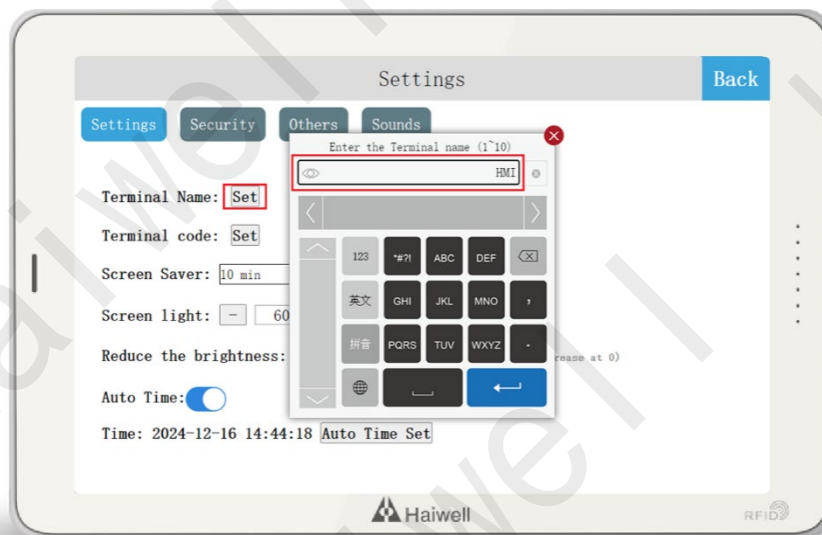 Settings
Back
Settings Security Others Sounds
Enter the Terminal name (1~10)
HMI
Terminal Name: Set
Terminal code: Set
Screen Saver: 10 min
Screen light: - 60
Reduce the brightness:
rease at 0)
Auto Time:
Time: 2024-12-16 14:44:18 Auto Time Set
123 *#?! ABC DEF
英文 GHI JKL MNO ,
拼音 PQRS TUV WXYZ .
Haiwell
RFID